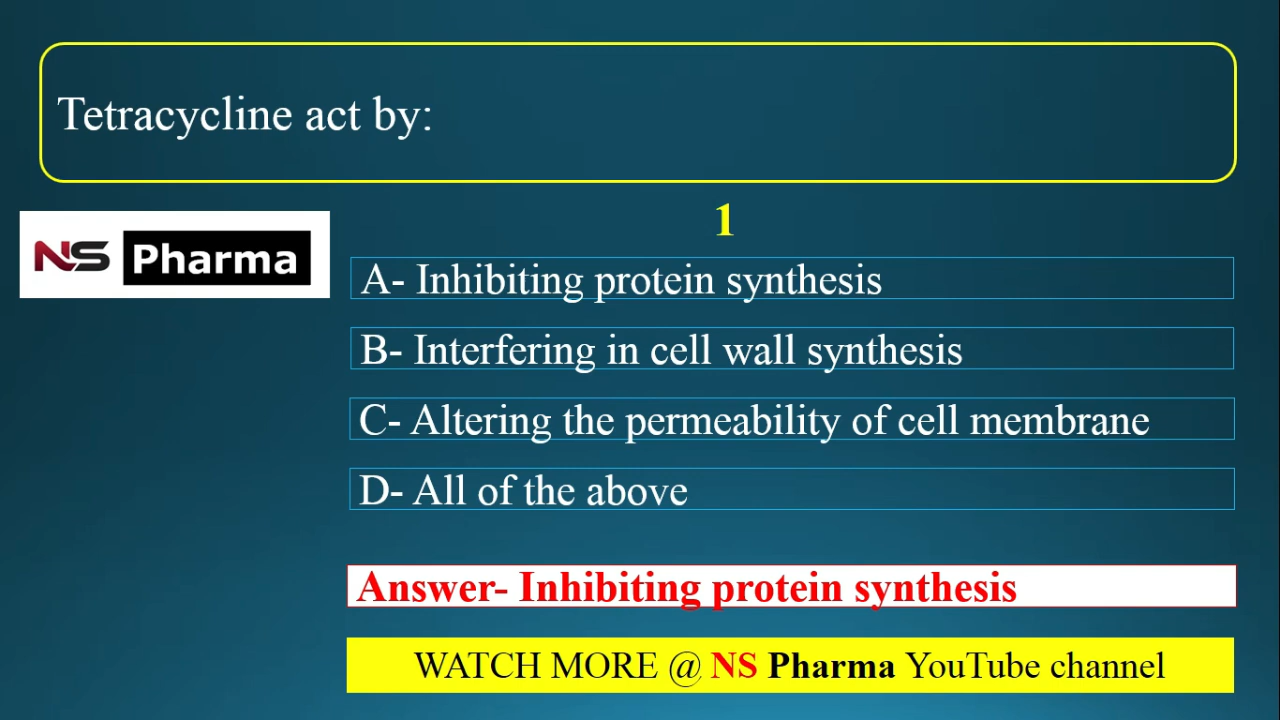 Tetracycline act by:
NS Pharma
1
A- Inhibiting protein synthesis
B- Interfering in cell wall synthesis
C- Altering the permeability of cell membrane
D- All of the above
Answer- Inhibiting protein synthesis
WATCH MORE @ NS Pharma YouTube channel